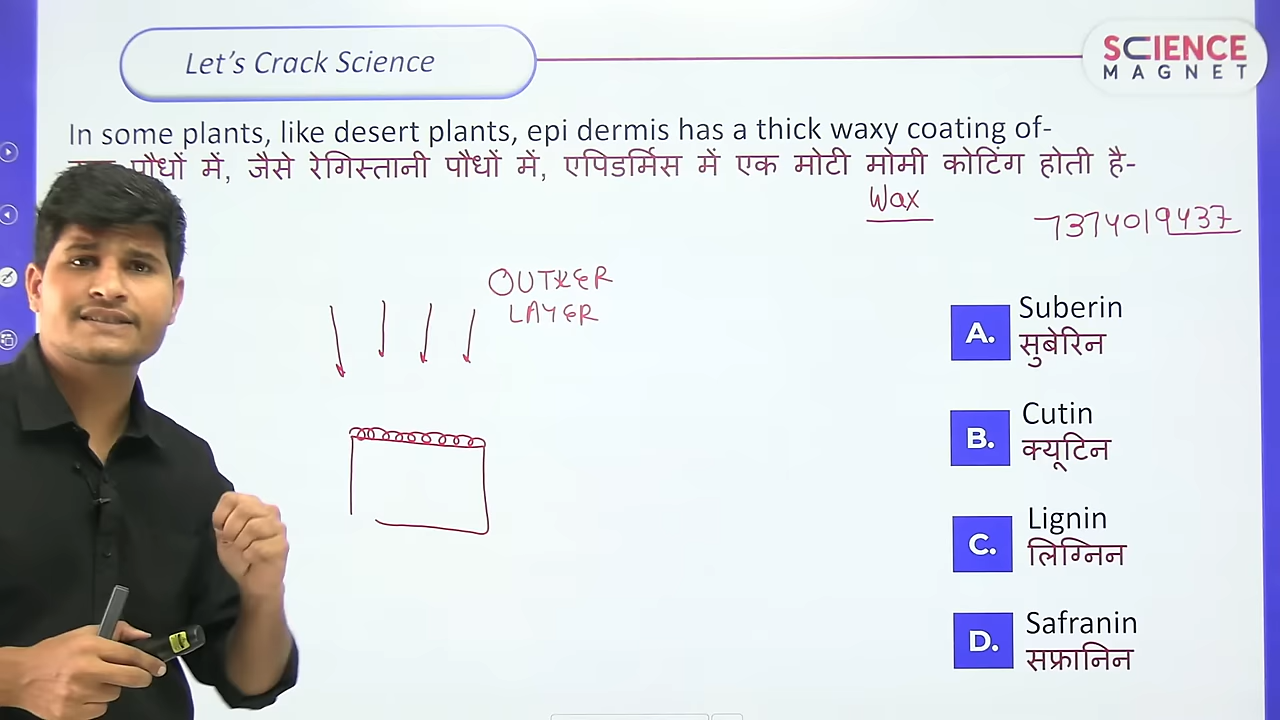 Let's Crack Science
SCIENCE
MAGNET
In some plants, like desert plants, epi dermis has a thick waxy coating of-
पौधों में, जैसे रेगिस्तानी पौधों में, एपिडर्मिस में एक मोटी मोमी कोटिंग होती है-
Wax
7374019437
OUTER
LAYER
A. Suberin
सुबेरिन
B. Cutin
क्यूटिन
C. Lignin
लिग्निन
D. Safranin
सफ्रानिन